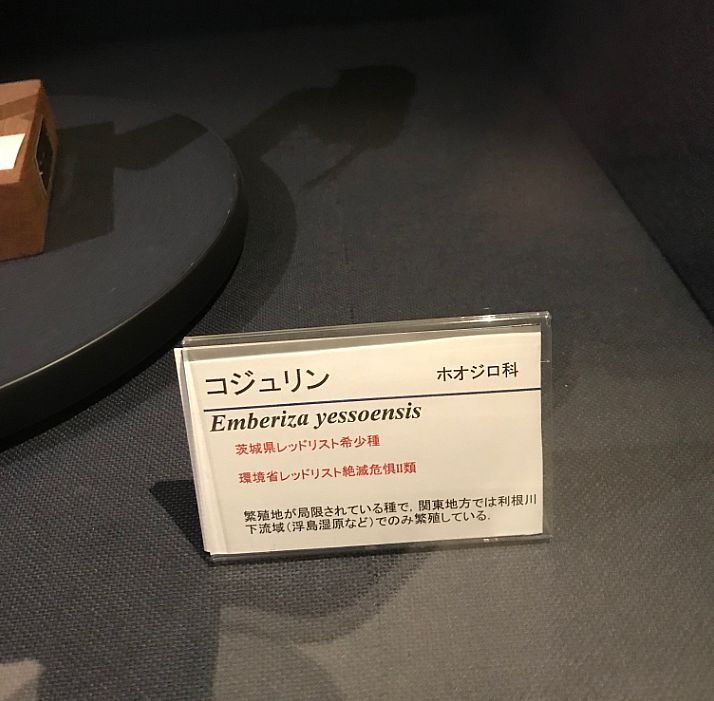 コジュリン ホオジロ科
Emberiza yessoensis
茨城県レッドリスト希少種
環境省レッドリスト絶滅危惧II類
繁殖地が局限されている種で，関東地方では利根川
下流域（浮島湿原など）でのみ繁殖している．